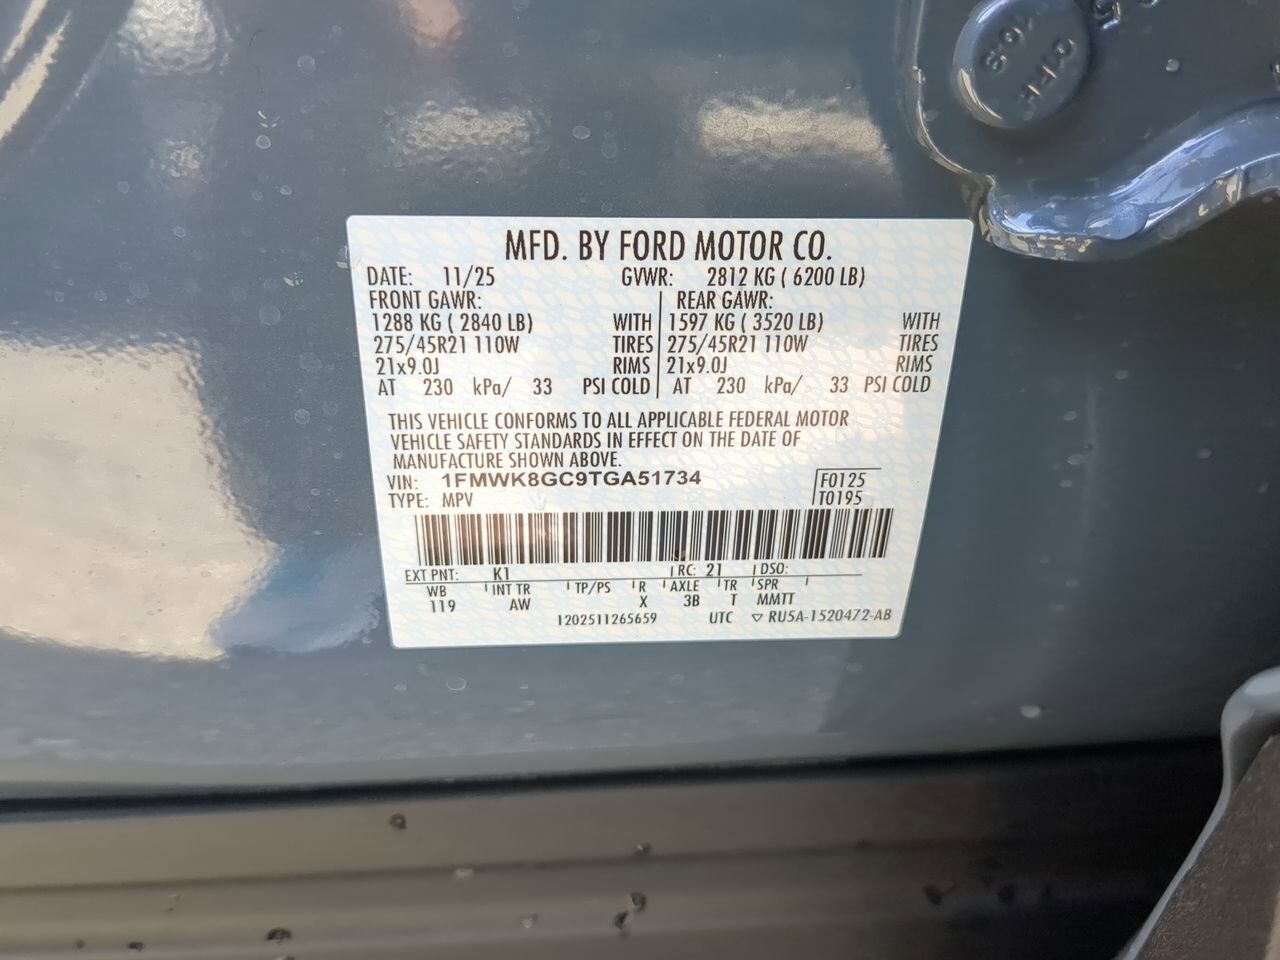 MFD. BY FORD MOTOR CO.
DATE: 11/25 GVWR: 2812 KG ( 6200 LB)
FRONT GAWR: REAR GAWR:
1288 KG ( 2840 LB) WITH 1597 KG ( 3520 LB) WITH
275/45R21 110W TIRES 275/45R21 110W TIRES
21x9.0J RIMS 21x9.0J RIMS
AT 230 kPa/ 33 PSI COLD AT 230 kPa/ 33 PSI COLD
THIS VEHICLE CONFORMS TO ALL APPLICABLE FEDERAL MOTOR
VEHICLE SAFETY STANDARDS IN EFFECT ON THE DATE OF
MANUFACTURE SHOWN ABOVE.
VIN: 1FMWK8GC9TGA51734 F0125
TYPE: MPV T0195
EXT PNT: K1 RC: 21 DSO:
WB INT TR TP/PS R AXLE TR SPR
119 AW X 3B T MMTT
1202511265659 UTC ▽ RU5A-1520472-AB